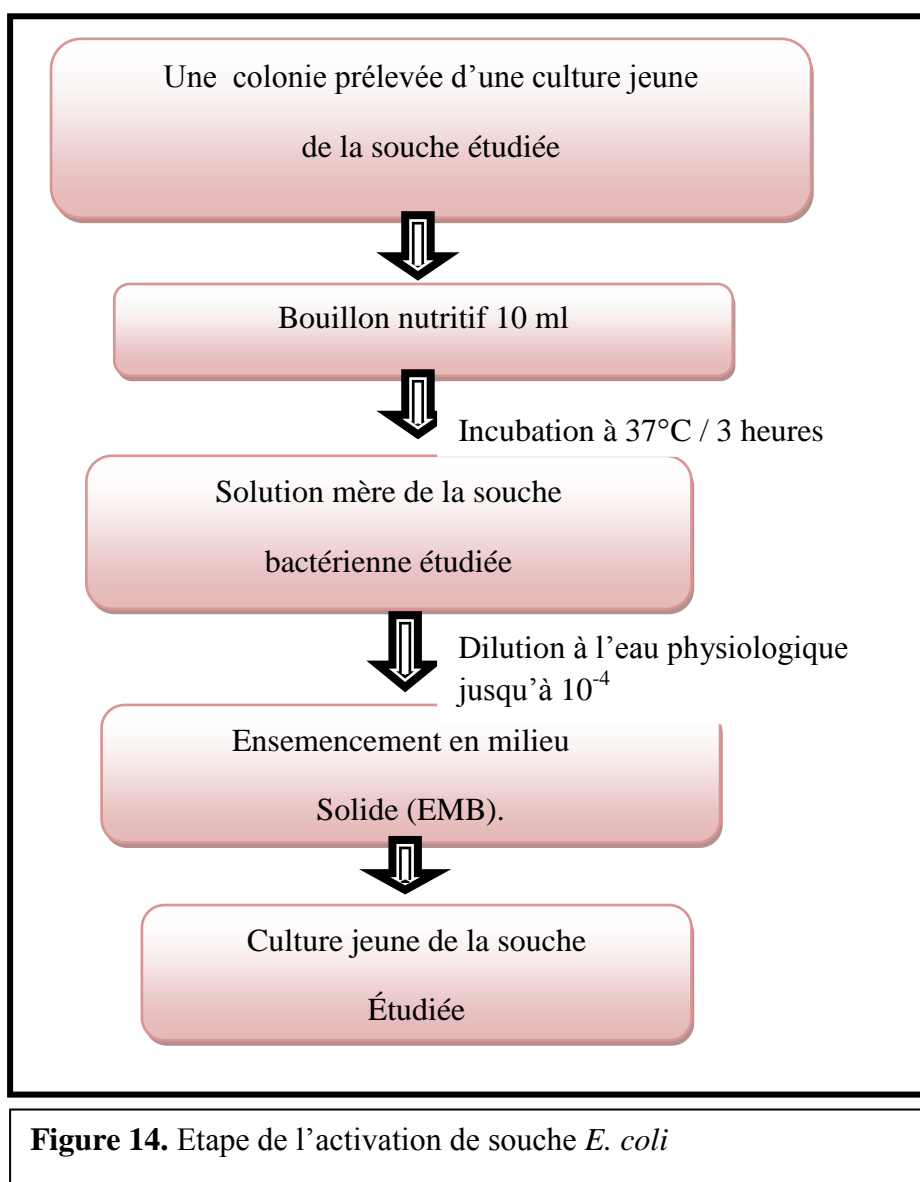 Une colonie prélevée d’une culture jeune
de la souche étudiée
Bouillon nutritif 10 ml
Incubation à 37°C / 3 heures
Solution mère de la souche
bactérienne étudiée
Dilution à l’eau physiologique
jusqu’à 10⁻⁴
Ensemencement en milieu
Solide (EMB).
Culture jeune de la souche
Étudiée
Figure 14. Etape de l’activation de souche E. coli